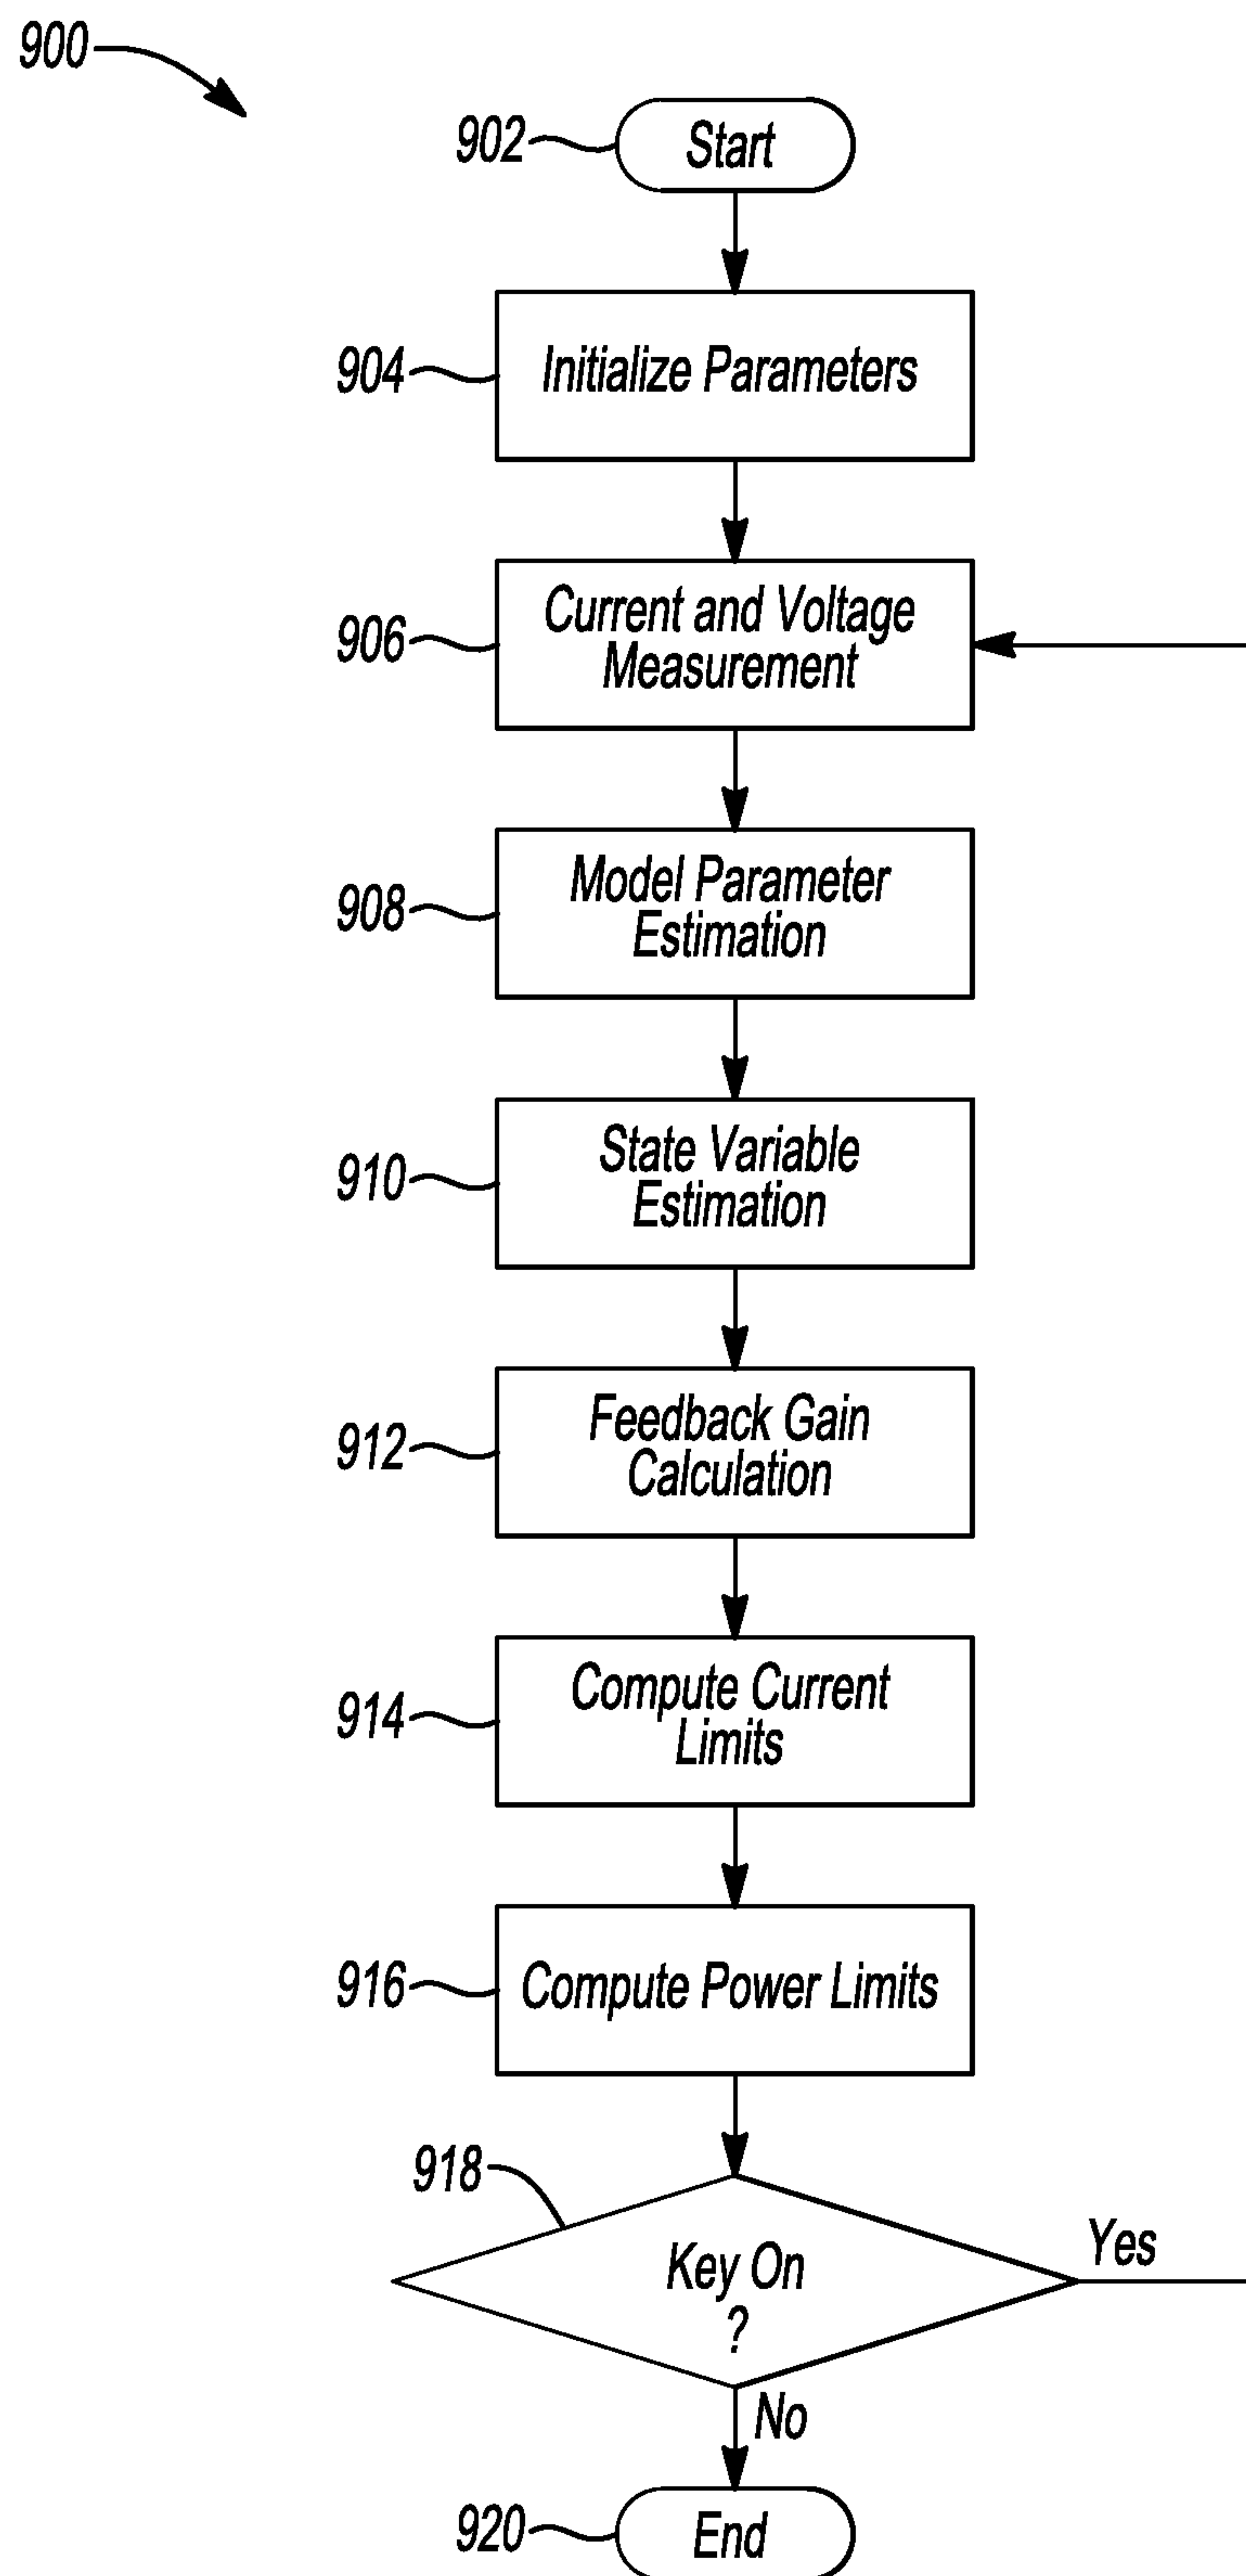 900
902
Start
904
Initialize Parameters
906
Current and Voltage
Measurement
908
Model Parameter
Estimation
910
State Variable
Estimation
912
Feedback Gain
Calculation
914
Compute Current
Limits
916
Compute Power Limits
918
Key On
?
Yes
No
920
End